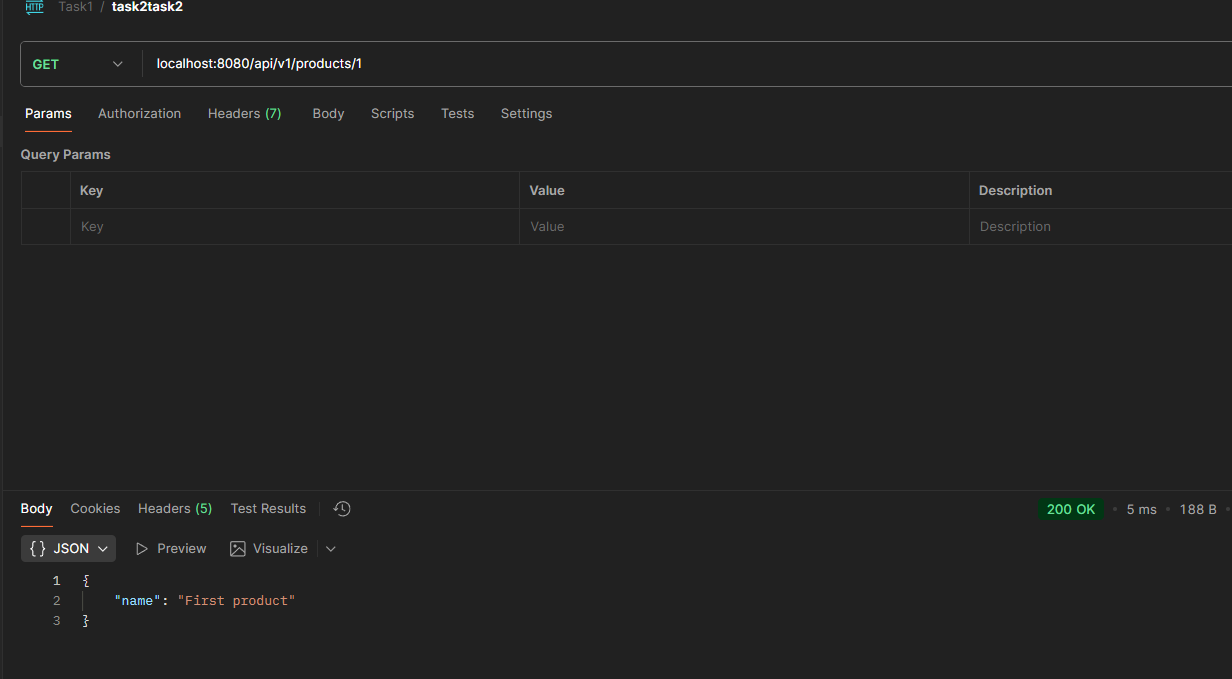 HTTP Task1 / task2task2
GET localhost:8080/api/v1/products/1
Params Authorization Headers (7) Body Scripts Tests Settings
Query Params
Key Value Description
Key Value Description
Body Cookies Headers (5) Test Results 200 OK • 5 ms • 188 B •
{} JSON Preview Visualize
1 {
2 "name": "First product"
3 }